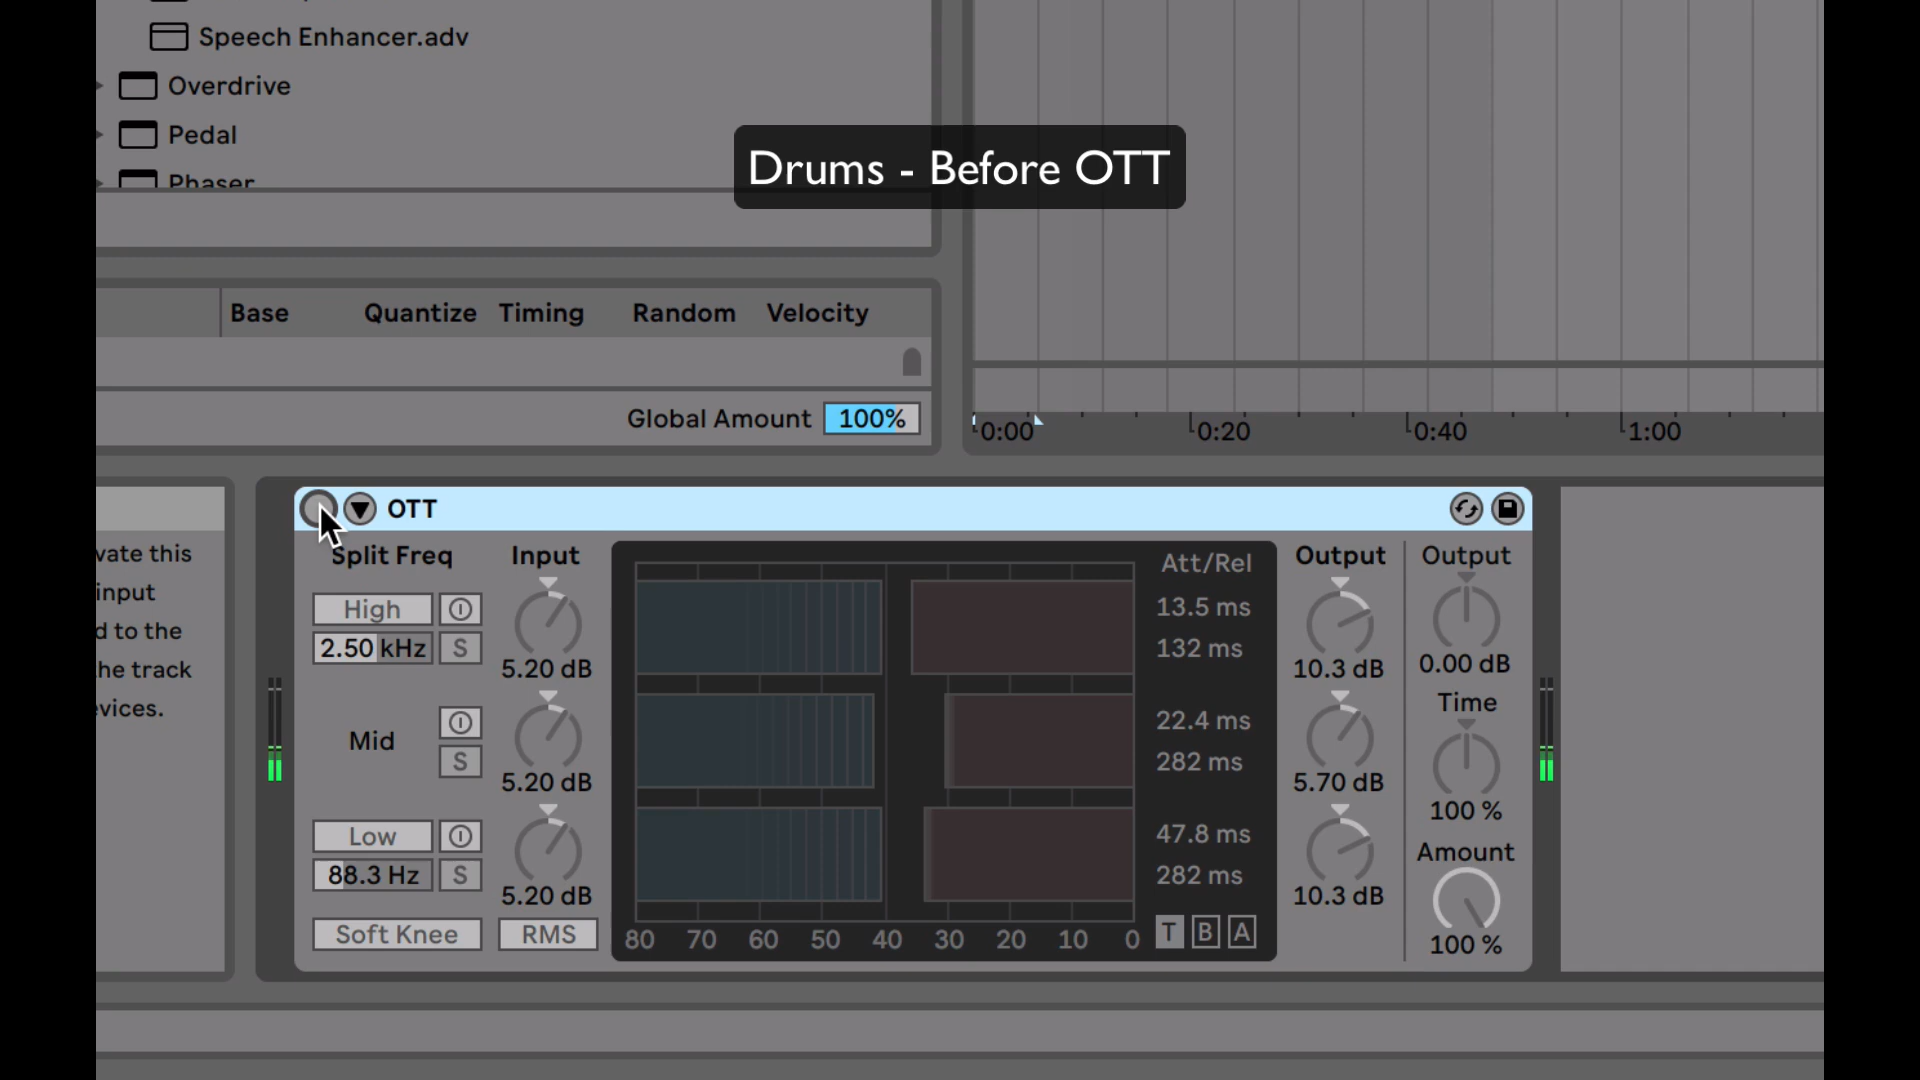 Speech Enhancer.adv
Overdrive
Pedal
Phaser
Drums - Before OTT
Base Quantize Timing Random Velocity
Global Amount 100%
0:00 0:20 0:40 1:00
vate this
input
d to the
he track
evices.
OTT
Split Freq Input Att/Rel Output Output
High 13.5 ms
2.50 kHz S 132 ms
5.20 dB 10.3 dB 0.00 dB
Time
Mid 22.4 ms
S 282 ms
5.20 dB 5.70 dB 100 %
Low 47.8 ms Amount
88.3 Hz S 282 ms
5.20 dB 10.3 dB
Soft Knee RMS 80 70 60 50 40 30 20 10 0 T B A 100 %